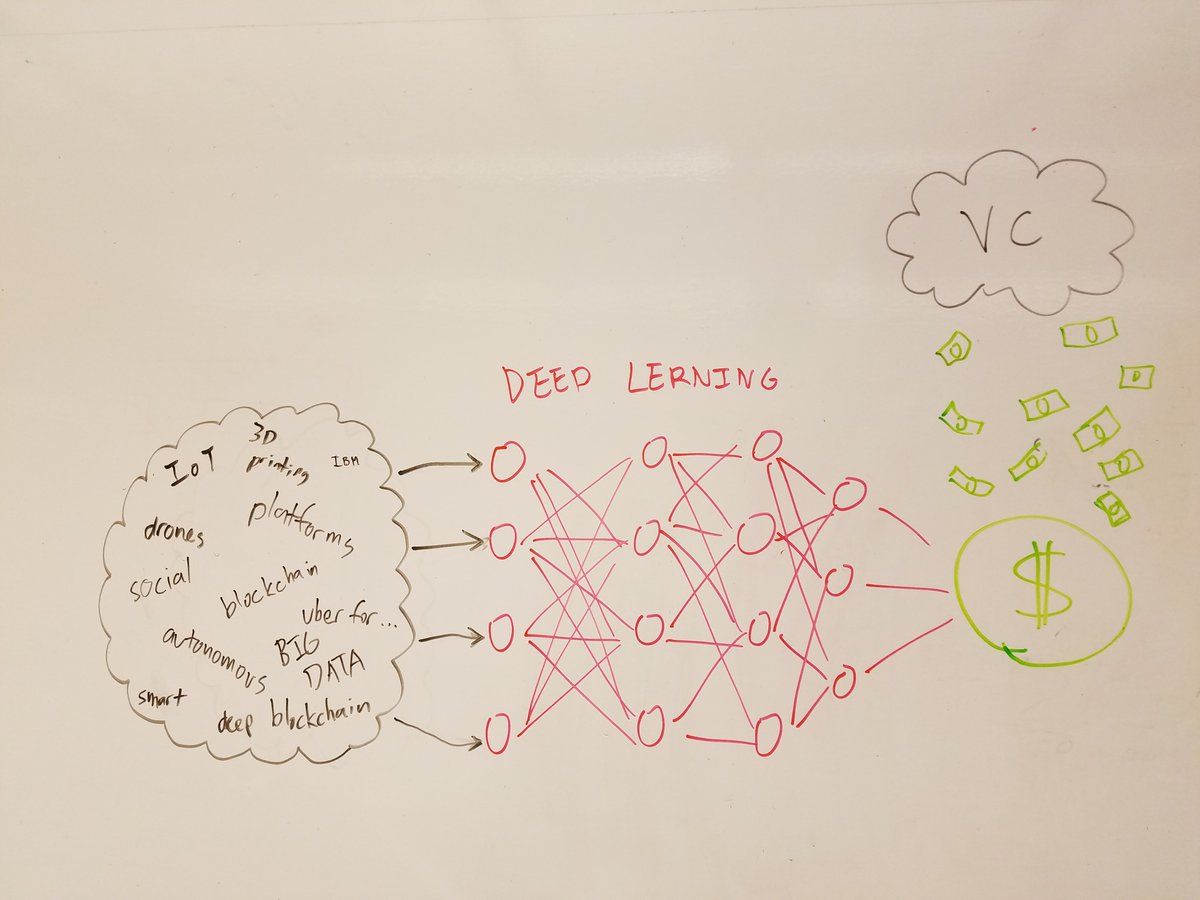 VC
DEEP LERNING
3D
IoT
printing
IBM
platforms
drones
social
blockchain
uber for...
autonomous
BIG
DATA
smart
deep blockchain
$